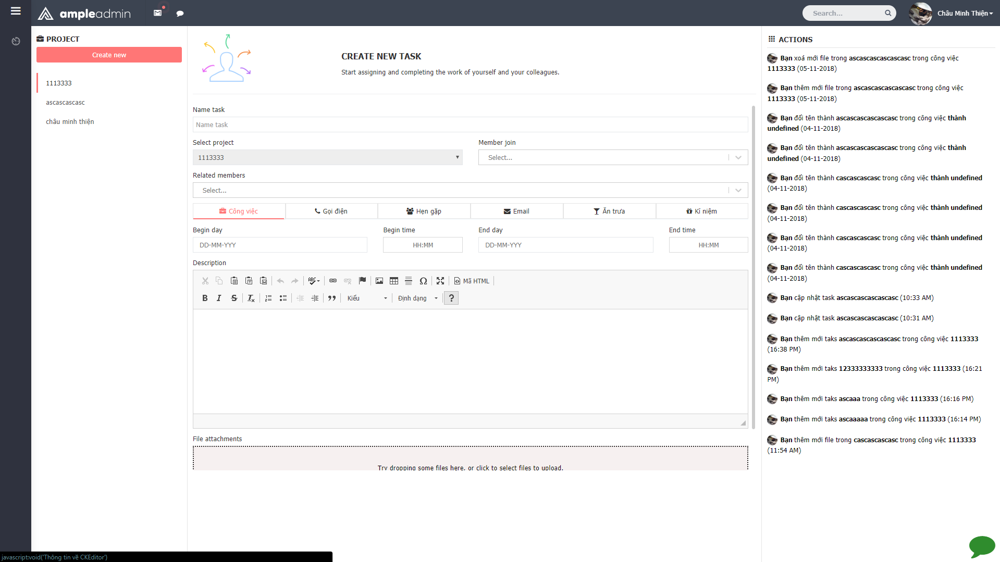 ampleadmin
Search...
Châu Minh Thiện
PROJECT
Create new
1113333
ascascascasc
châu minh thiện
CREATE NEW TASK
Start assigning and completing the work of yourself and your colleagues.
Name task
Name task
Select project
1113333
Member join
Select...
Related members
Select...
Công việc
Gọi điện
Hẹn gặp
Email
Ăn trưa
Kỉ niệm
Begin day
Begin time
End day
End time
DD-MM-YYY
HH:MM
DD-MM-YYY
HH:MM
Description
Mã HTML
Kiểu
Định dạng
File attachments
Try dropping some files here, or click to select files to upload.
ACTIONS
Bạn xoá mới file trong ascascascascascasc trong công việc
1113333 (05-11-2018)
Bạn thêm mới file trong ascascascascascasc trong công việc
1113333 (05-11-2018)
Bạn đổi tên thành ascascascascascasc trong công việc thành
undefined (04-11-2018)
Bạn đổi tên thành ascascascascascasc trong công việc thành
undefined (04-11-2018)
Bạn đổi tên thành cascascascasc trong công việc thành undefined
(04-11-2018)
Bạn đổi tên thành cascascascasc trong công việc thành undefined
(04-11-2018)
Bạn đổi tên thành cascascascasc trong công việc thành undefined
(04-11-2018)
Bạn đổi tên thành cascascascasc trong công việc thành undefined
(04-11-2018)
Bạn cập nhật task ascascascascascasc (10:33 AM)
Bạn cập nhật task ascascascascascasc (10:31 AM)
Bạn thêm mới taks ascascascascascasc trong công việc 1113333
(16:38 PM)
Bạn thêm mới taks 12333333333 trong công việc 1113333 (16:21
PM)
Bạn thêm mới taks ascaaa trong công việc 1113333 (16:16 PM)
Bạn thêm mới taks ascaaaaa trong công việc 1113333 (16:14 PM)
Bạn thêm mới file trong cascascascasc trong công việc 1113333
(11:54 AM)
javascript:void('Thông tin về CKEditor')